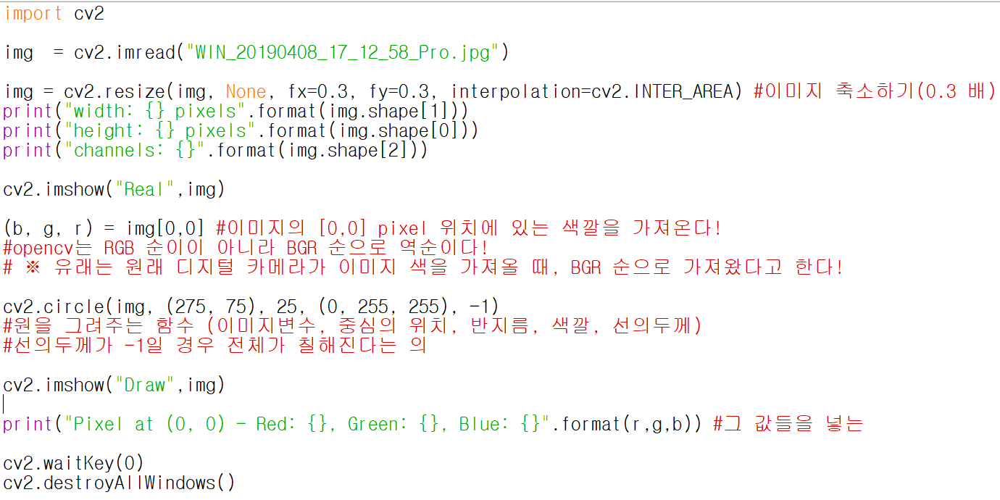 import cv2
img  = cv2.imread("WIN_20190408_17_12_58_Pro.jpg")
img = cv2.resize(img, None, fx=0.3, fy=0.3, interpolation=cv2.INTER_AREA) #이미지 축소하기(0.3 배)
print("width: {} pixels".format(img.shape[1]))
print("height: {} pixels".format(img.shape[0]))
print("channels: {}".format(img.shape[2]))
cv2.imshow("Real",img)
(b, g, r) = img[0,0] #이미지의 [0,0] pixel 위치에 있는 색깔을 가져온다!
#opencv는 RGB 순이이 아니라 BGR 순으로 역순이다!
# ※ 유래는 원래 디지털 카메라가 이미지 색을 가져올 때, BGR 순으로 가져왔다고 한다!
cv2.circle(img, (275, 75), 25, (0, 255, 255), -1)
#원을 그려주는 함수 (이미지변수, 중심의 위치, 반지름, 색깔, 선의두께)
#선의두께가 -1일 경우 전체가 칠해진다는 의
cv2.imshow("Draw",img)
print("Pixel at (0, 0) - Red: {}, Green: {}, Blue: {}".format(r,g,b)) #그 값들을 넣는
cv2.waitKey(0)
cv2.destroyAllWindows()